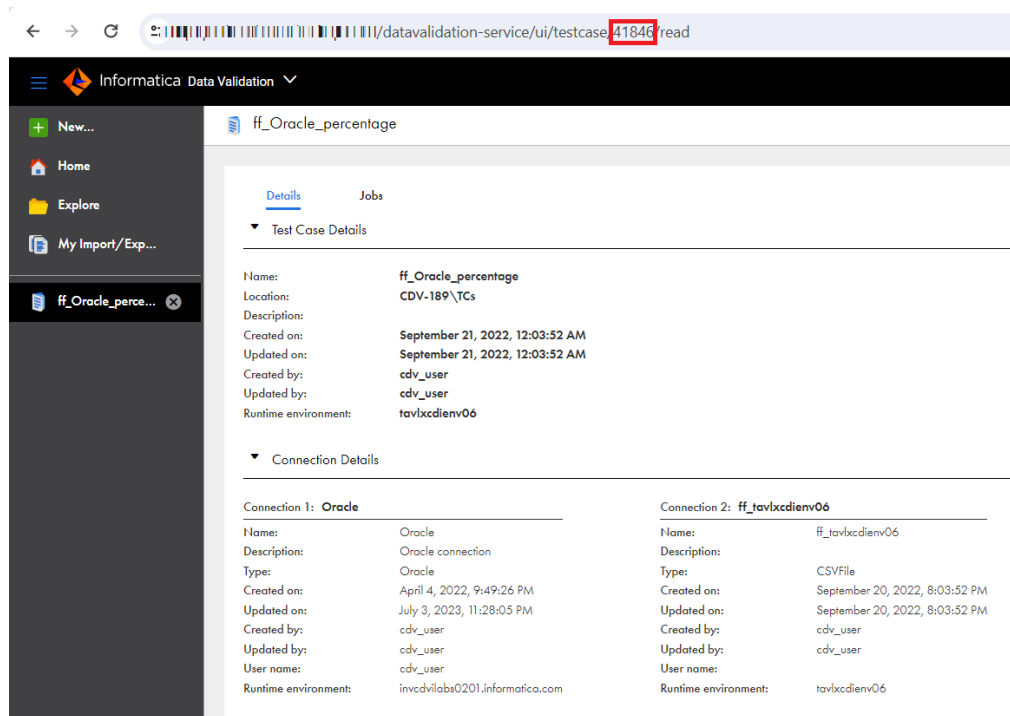 /datavalidation-service/ui/testcase/41846/read
Informatica Data Validation
New...
Home
Explore
My Import/Exp...
ff_Oracle_perce...
ff_Oracle_percentage
Details Jobs
Test Case Details
Name: ff_Oracle_percentage
Location: CDV-189\TCs
Description:
Created on: September 21, 2022, 12:03:52 AM
Updated on: September 21, 2022, 12:03:52 AM
Created by: cdv_user
Updated by: cdv_user
Runtime environment: tavlxcdienv06
Connection Details
Connection 1: Oracle
Name: Oracle
Description: Oracle connection
Type: Oracle
Created on: April 4, 2022, 9:49:26 PM
Updated on: July 3, 2023, 11:28:05 PM
Created by: cdv_user
Updated by: cdv_user
User name: cdv_user
Runtime environment: invcdvilabs0201.informatica.com
Connection 2: ff_tavlxcdienv06
Name: ff_tavlxcdienv06
Description:
Type: CSVFile
Created on: September 20, 2022, 8:03:52 PM
Updated on: September 20, 2022, 8:03:52 PM
Created by: cdv_user
Updated by: cdv_user
User name:
Runtime environment: tavlxcdienv06